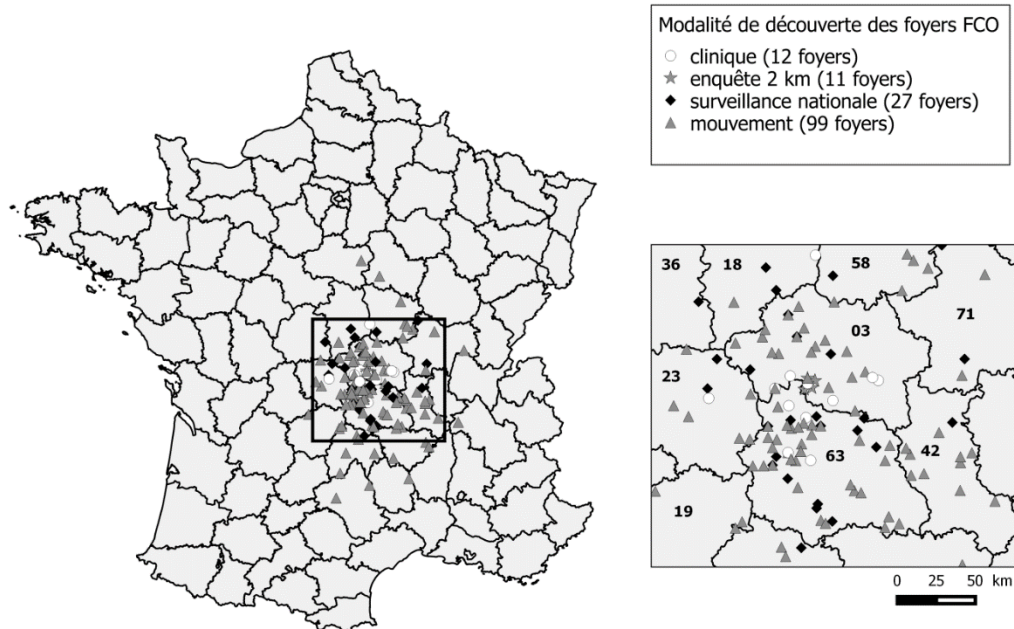 Modalité de découverte des foyers FCO
clinique (12 foyers)
enquête 2 km (11 foyers)
surveillance nationale (27 foyers)
mouvement (99 foyers)
36 18 58
03
71
23
63 42
19
0 25 50 km